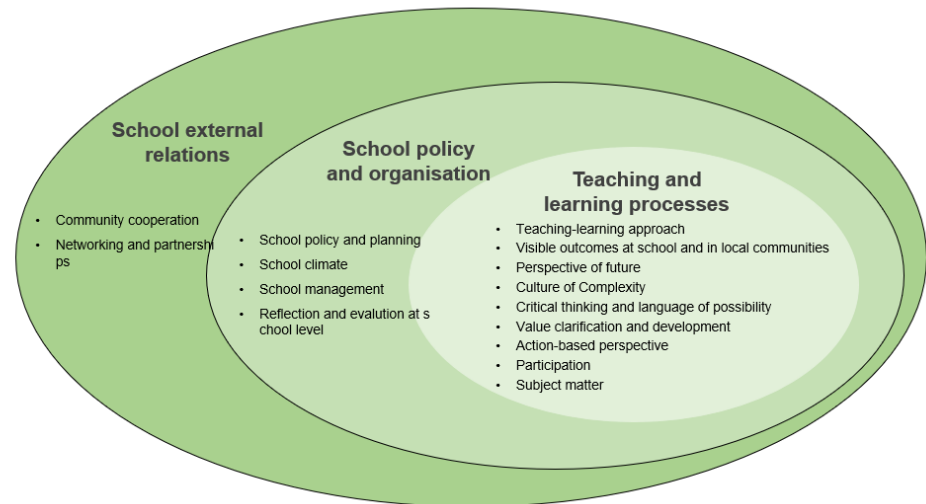 School external
relations
• Community cooperation
• Networking and partnershi
ps
School policy
and organisation
• School policy and planning
• School climate
• School management
• Reflection and evalution at s
chool level
Teaching and
learning processes
• Teaching-learning approach
• Visible outcomes at school and in local communities
• Perspective of future
• Culture of Complexity
• Critical thinking and language of possibility
• Value clarification and development
• Action-based perspective
• Participation
• Subject matter